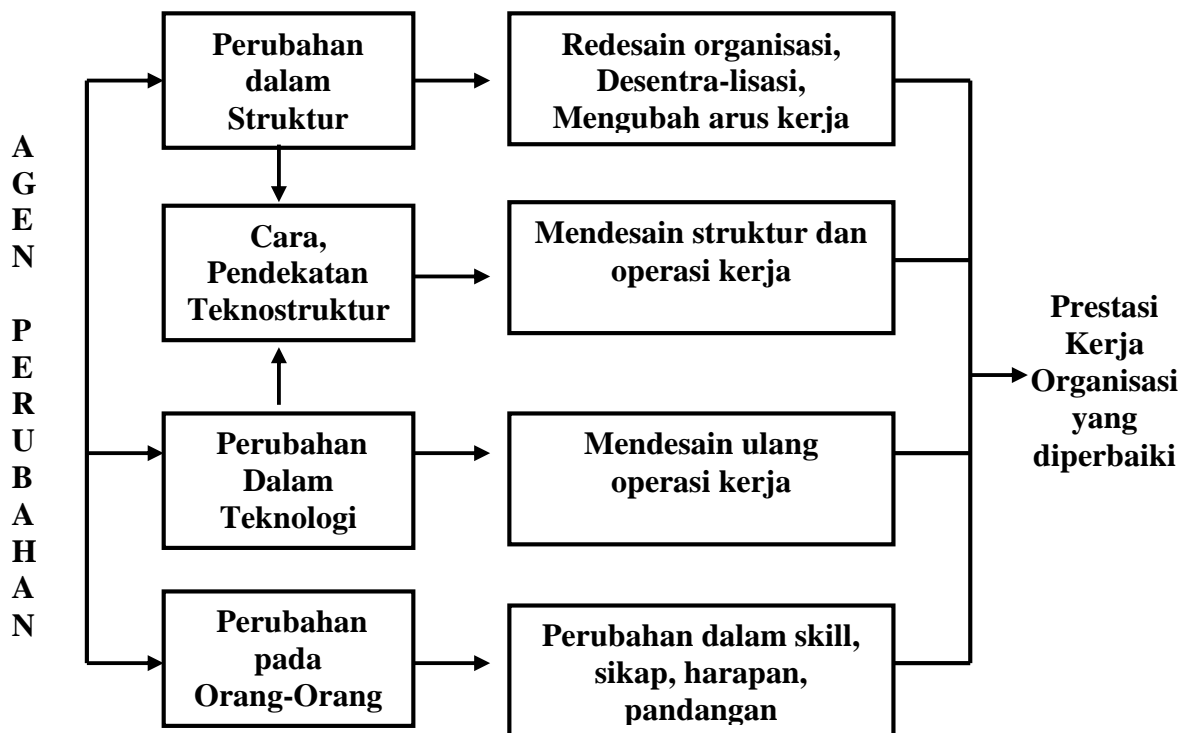 AGEN PERUBAHAN
Perubahan
dalam
Struktur
Redesain organisasi,
Desentra-lisasi,
Mengubah arus kerja
Cara,
Pendekatan
Teknostruktur
Mendesain struktur dan
operasi kerja
Perubahan
Dalam
Teknologi
Mendesain ulang
operasi kerja
Perubahan
pada
Orang-Orang
Perubahan dalam skill,
sikap, harapan,
pandangan
Prestasi
Kerja
Organisasi
yang
diperbaiki